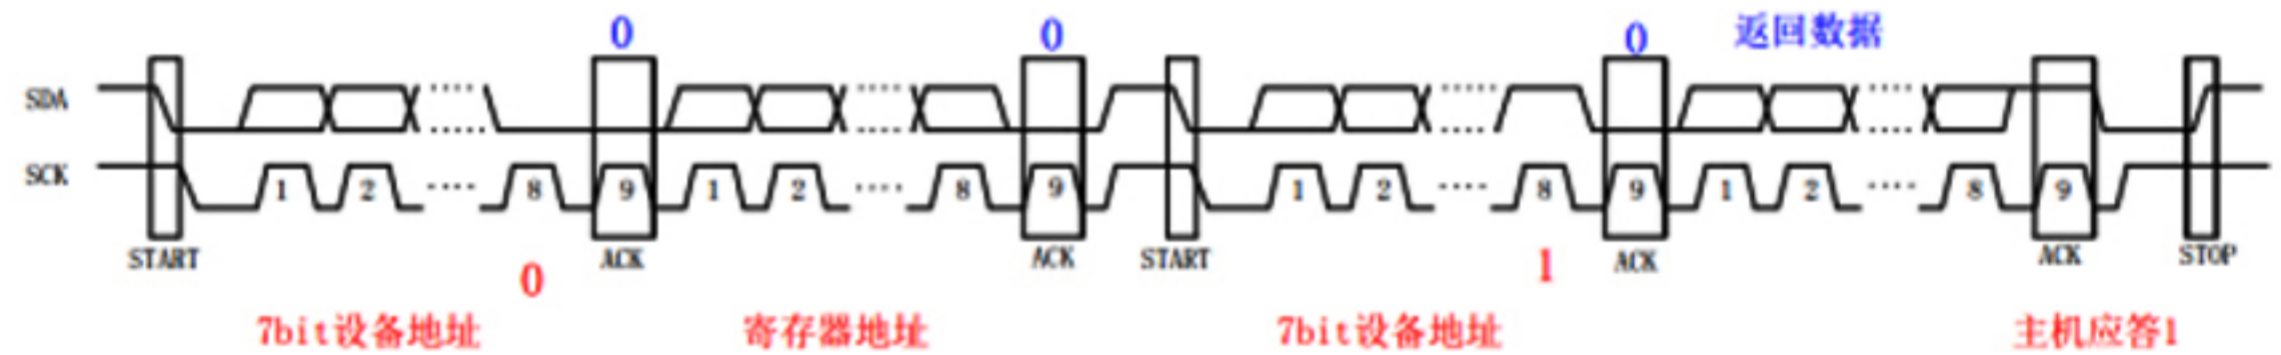 0 0 0 返回数据
SDA
SCK 1 2 8 9 1 2 8 9 1 2 8 9 1 2 8 9
START ACK ACK START ACK ACK STOP
0 1
7bit设备地址 寄存器地址 7bit设备地址 主机应答1